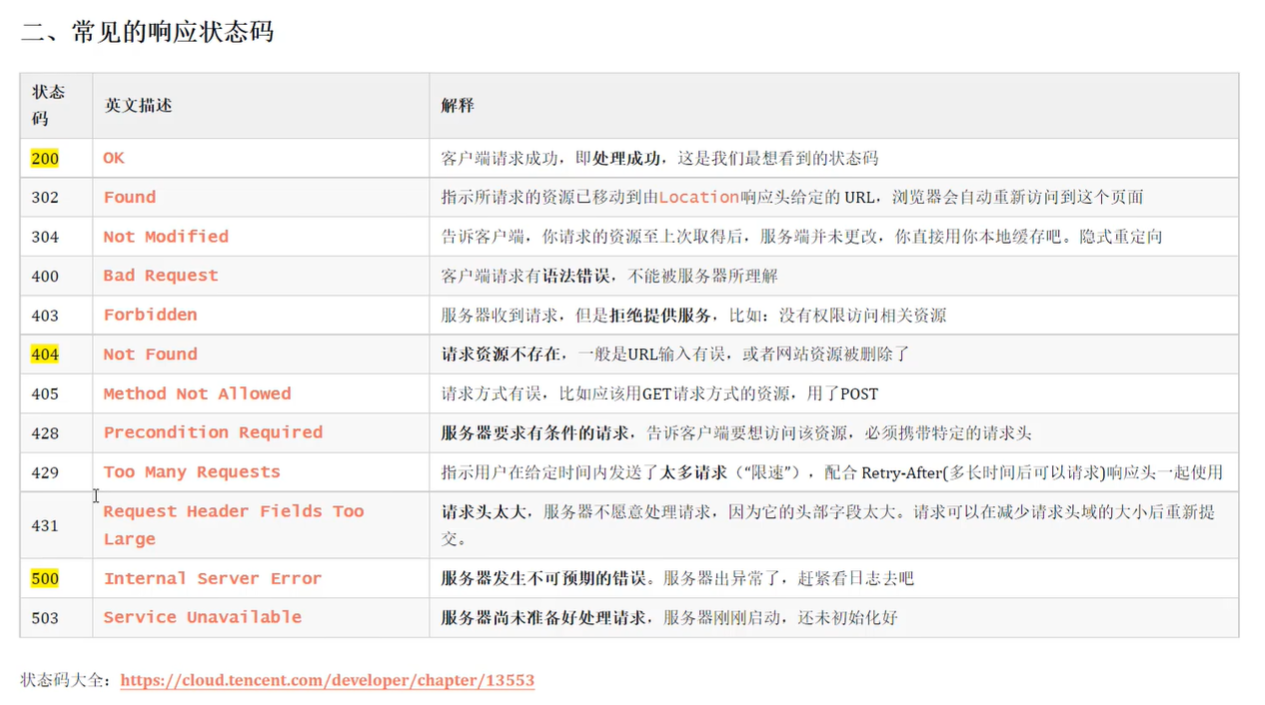 二、常见的响应状态码
状态
码
英文描述
解释
200 OK 客户端请求成功，即处理成功，这是我们最想看到的状态码
302 Found 指示所请求的资源已移动到由Location响应头给定的 URL，浏览器会自动重新访问到这个页面
304 Not Modified 告诉客户端，你请求的资源至上次取得后，服务端并未更改，你直接用你本地缓存吧。隐式重定向
400 Bad Request 客户端请求有语法错误，不能被服务器所理解
403 Forbidden 服务器收到请求，但是拒绝提供服务，比如：没有权限访问相关资源
404 Not Found 请求资源不存在，一般是URL输入有误，或者网站资源被删除了
405 Method Not Allowed 请求方式有误，比如应该用GET请求方式的资源，用了POST
428 Precondition Required 服务器要求有条件的请求，告诉客户端要想访问该资源，必须携带特定的请求头
429 Too Many Requests 指示用户在给定时间内发送了太多请求（“限速”），配合 Retry-After(多长时间后可以请求)响应头一起使用
431
Request Header Fields Too
Large
请求头太大，服务器不愿意处理请求，因为它的头部字段太大。请求可以在减少请求头域的大小后重新提
交。
500 Internal Server Error 服务器发生不可预期的错误。服务器出异常了，赶紧看日志去吧
503 Service Unavailable 服务器尚未准备好处理请求，服务器刚刚启动，还未初始化好
状态码大全：https://cloud.tencent.com/developer/chapter/13553